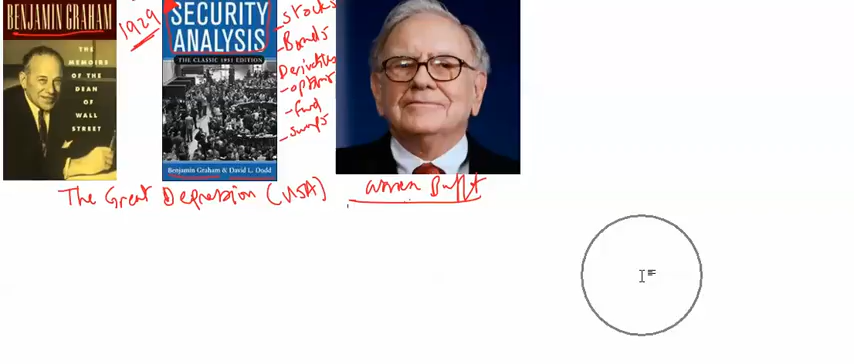 BENJAMIN GRAHAM
THE
MEMOIRS
OF THE
DEAN
OF
WALL
STREET
1929
SECURITY
ANALYSIS
THE CLASSIC 1951 EDITION
Benjamin Graham & David L. Dodd
-stocks
-Bonds
Derivatives
-options
-swaps
The Great Depression (USA)
Warren Buffet